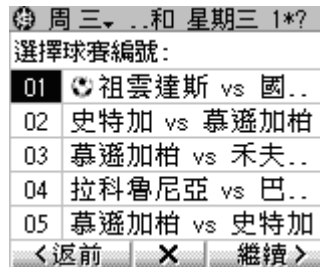 周三 ...和 星期三 1*?
選擇球賽編號:
01 祖雲達斯 vs 國..
02 史特加 vs 慕遜加柏
03 慕遜加柏 vs 禾夫..
04 拉科魯尼亞 vs 巴..
05 慕遜加柏 vs 史特加
<返前 X 繼續>